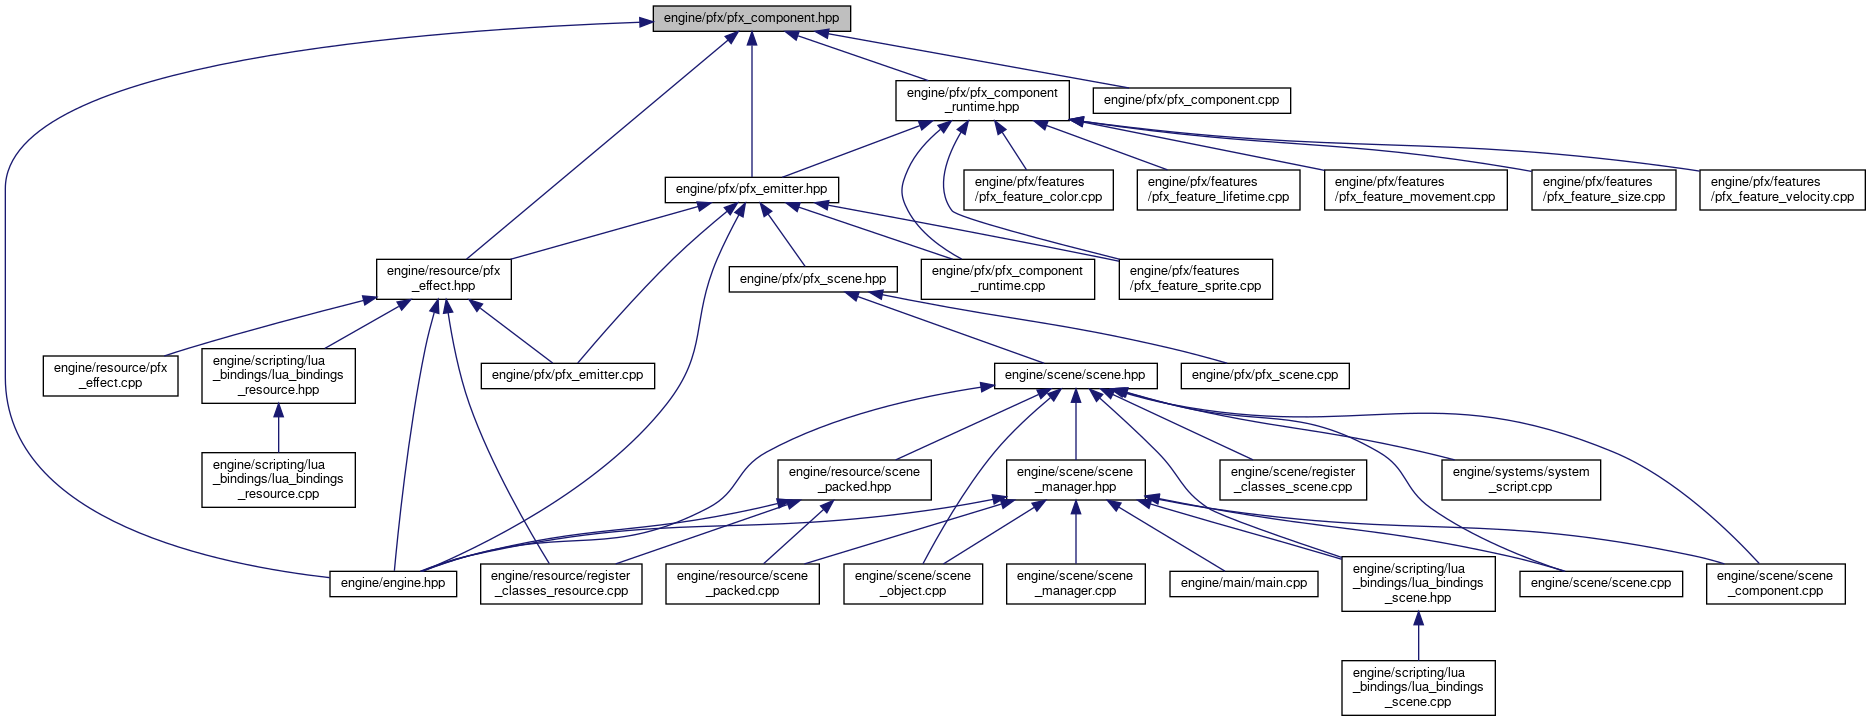 engine/pfx/pfx_component.hpp
engine/pfx/pfx_component
_runtime.hpp
engine/pfx/pfx_component.cpp
engine/pfx/pfx_emitter.hpp
engine/pfx/features
/pfx_feature_color.cpp
engine/pfx/features
/pfx_feature_lifetime.cpp
engine/pfx/features
/pfx_feature_movement.cpp
engine/pfx/features
/pfx_feature_size.cpp
engine/pfx/features
/pfx_feature_velocity.cpp
engine/resource/pfx
_effect.hpp
engine/pfx/pfx_scene.hpp
engine/pfx/pfx_component
_runtime.cpp
engine/pfx/features
/pfx_feature_sprite.cpp
engine/resource/pfx
_effect.cpp
engine/scripting/lua
_bindings/lua_bindings
_resource.hpp
engine/pfx/pfx_emitter.cpp
engine/scene/scene.hpp
engine/pfx/pfx_scene.cpp
engine/scripting/lua
_bindings/lua_bindings
_resource.cpp
engine/resource/scene
_packed.hpp
engine/scene/scene
_manager.hpp
engine/scene/register
_classes_scene.cpp
engine/systems/system
_script.cpp
engine/engine.hpp
engine/resource/register
_classes_resource.cpp
engine/resource/scene
_packed.cpp
engine/scene/scene
_object.cpp
engine/scene/scene
_manager.cpp
engine/main/main.cpp
engine/scripting/lua
_bindings/lua_bindings
_scene.hpp
engine/scene/scene.cpp
engine/scene/scene
_component.cpp
engine/scripting/lua
_bindings/lua_bindings
_scene.cpp